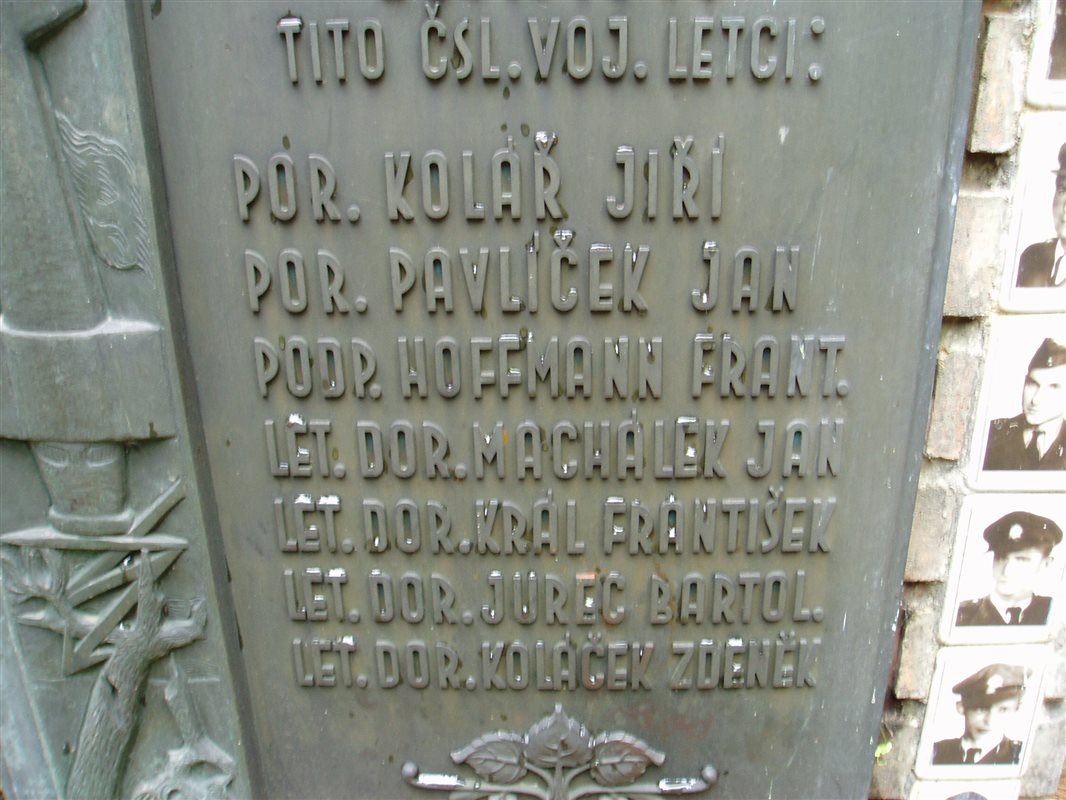 TITO ČSL. VOJ. LETCI:
POR. KOLÁŘ JIŘÍ
POR. PAVLÍČEK JAN
PODP. HOFFMANN FRANT.
LET. DOR. MACHÁLEK JAN
LET. DOR. KRÁL FRANTIŠEK
LET. DOR. JUREC BARTOL.
LET. DOR. KOLÁČEK ZDENĚK